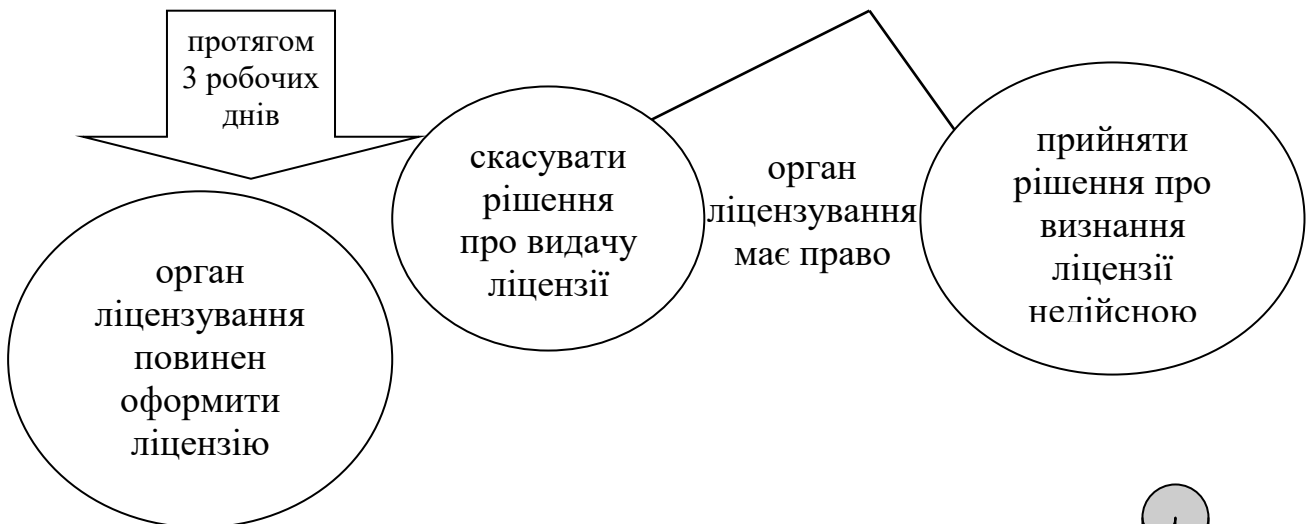 протягом
3 робочих
днів
орган
ліцензування
повинен
оформити
ліцензію
скасувати
рішення
про видачу
ліцензії
орган
ліцензування
має право
прийняти
рішення про
визнання
ліцензії
недійсною